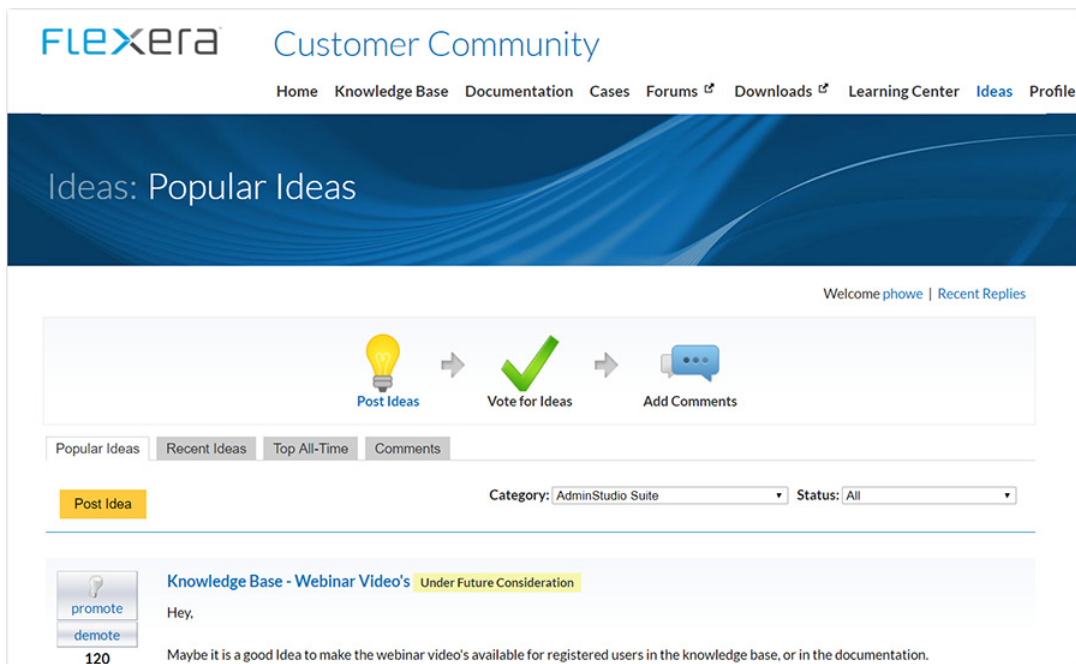 FLEXERA Customer Community
Home Knowledge Base Documentation Cases Forums Downloads Learning Center Ideas Profile
Ideas: Popular Ideas
Welcome phowe | Recent Replies
Post Ideas Vote for Ideas Add Comments
Popular Ideas Recent Ideas Top All-Time Comments
Post Idea Category: AdminStudio Suite Status: All
Knowledge Base - Webinar Video's Under Future Consideration
promote Hey,
demote
120 Maybe it is a good Idea to make the webinar video's available for registered users in the knowledge base, or in the documentation.